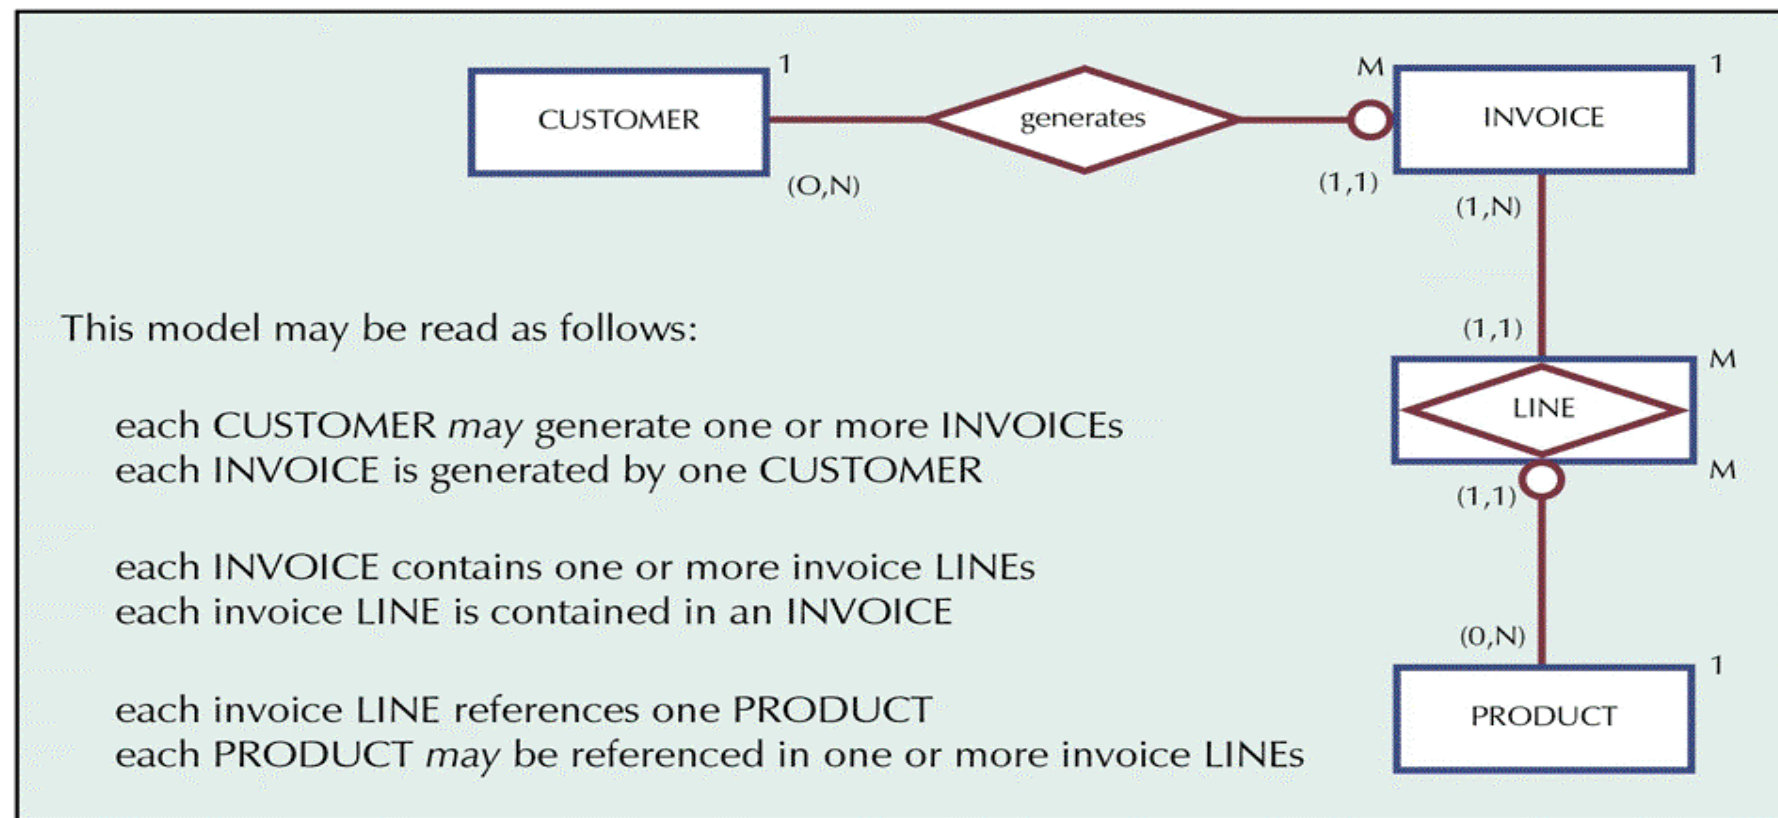 1
M
1
CUSTOMER
generates
INVOICE
(O,N)
(1,1)
(1,N)
This model may be read as follows:
(1,1)
M
each CUSTOMER may generate one or more INVOICEs
LINE
each INVOICE is generated by one CUSTOMER
M
(1,1)
each INVOICE contains one or more invoice LINEs
each invoice LINE is contained in an INVOICE
(0,N)
1
each invoice LINE references one PRODUCT
PRODUCT
each PRODUCT may be referenced in one or more invoice LINEs